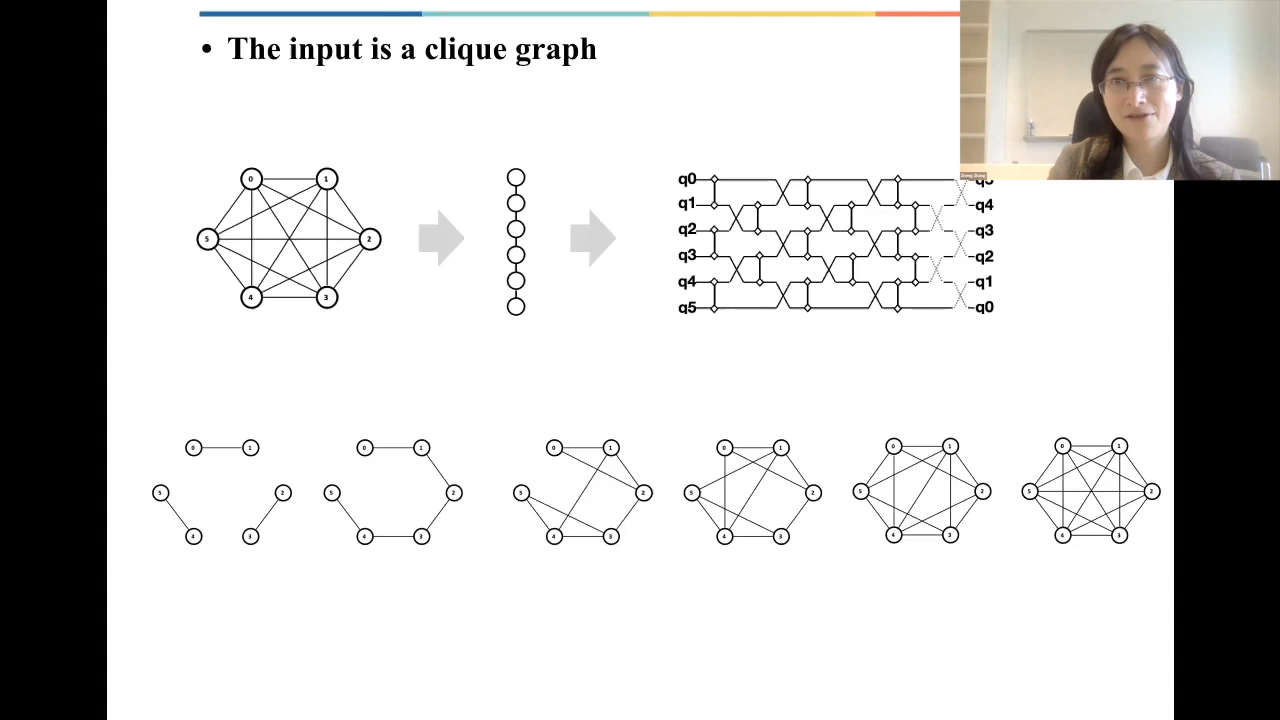 • The input is a clique graph
0 1
5 2
4 3
q0
q1
q2
q3
q4
q5
q4
q3
q2
q1
q0
0 1 0 1 0 1 0 1 0 1 0 1
5 2 5 2 5 2 5 2 5 2 5 2
4 3 4 3 4 3 4 3 4 3 4 3